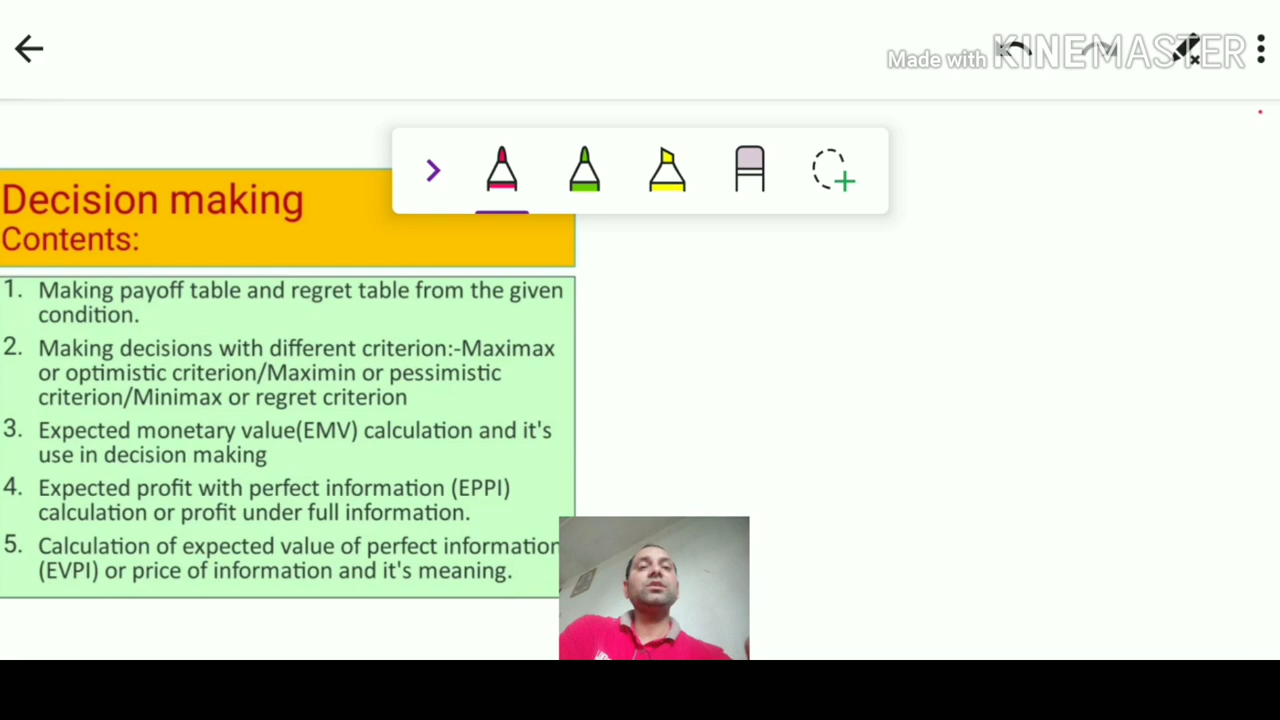 Made with KINEMASTER
Decision making
Contents:
1. Making payoff table and regret table from the given
condition.
2. Making decisions with different criterion:-Maximax
or optimistic criterion/Maximin or pessimistic
criterion/Minimax or regret criterion
3. Expected monetary value(EMV) calculation and it's
use in decision making
4. Expected profit with perfect information (EPPI)
calculation or profit under full information.
5. Calculation of expected value of perfect information
(EVPI) or price of information and it's meaning.